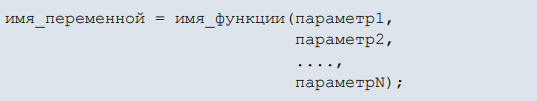 имя_переменной = имя_функции(параметр1,
параметр2,
....,
параметрN);